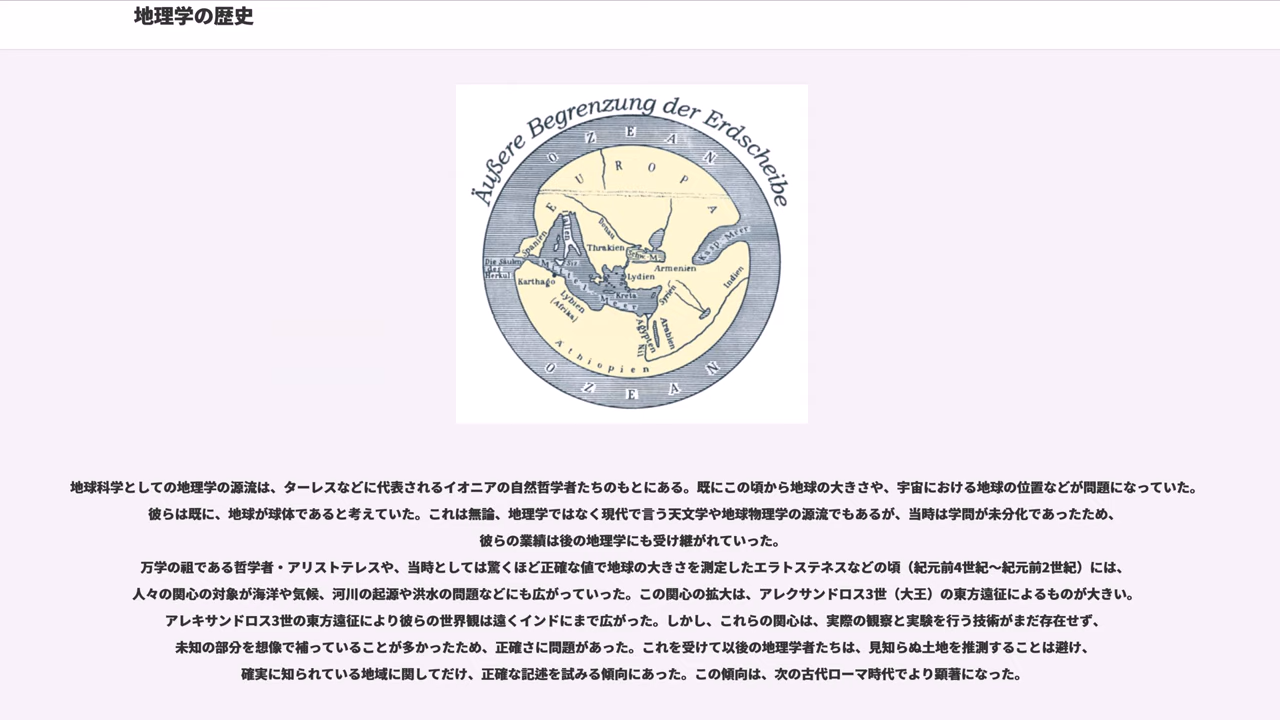 地理学の歴史
Äußere Begrenzung der Erdscheibe
OZEAN
EUROPA
Donau
Spanien
Thrakien
Kasp. Meer
Die Säulen
des
Herkul.
Armenien
Lydien
Indien
Karthago
Kreta
Syrien
Lybien
(Afrika)
Mittel Meer
Ägypten
Nil
Arabien
Äthiopien
OZEAN
地球科学としての地理学の源流は、ターレスなどに代表されるイオニアの自然哲学者たちのもとにある。既にこの頃から地球の大きさや、宇宙における地球の位置などが問題になっていた。
彼らは既に、地球が球体であると考えていた。これは無論、地理学ではなく現代で言う天文学や地球物理学の源流でもあるが、当時は学問が未分化であったため、
彼らの業績は後の地理学にも受け継がれていった。
万学の祖である哲学者・アリストテレスや、当時としては驚くほど正確な値で地球の大きさを測定したエラトステネスなどの頃（紀元前4世紀〜紀元前2世紀）には、
人々の関心の対象が海洋や気候、河川の起源や洪水の問題などにも広がっていった。この関心の拡大は、アレクサンドロス3世（大王）の東方遠征によるものが大きい。
アレキサンドロス3世の東方遠征により彼らの世界観は遠くインドにまで広がった。しかし、これらの関心は、実際の観察と実験を行う技術がまだ存在せず、
未知の部分を想像で補っていることが多かったため、正確さに問題があった。これを受けて以後の地理学者たちは、見知らぬ土地を推測することは避け、
確実に知られている地域に関してだけ、正確な記述を試みる傾向にあった。この傾向は、次の古代ローマ時代でより顕著になった。